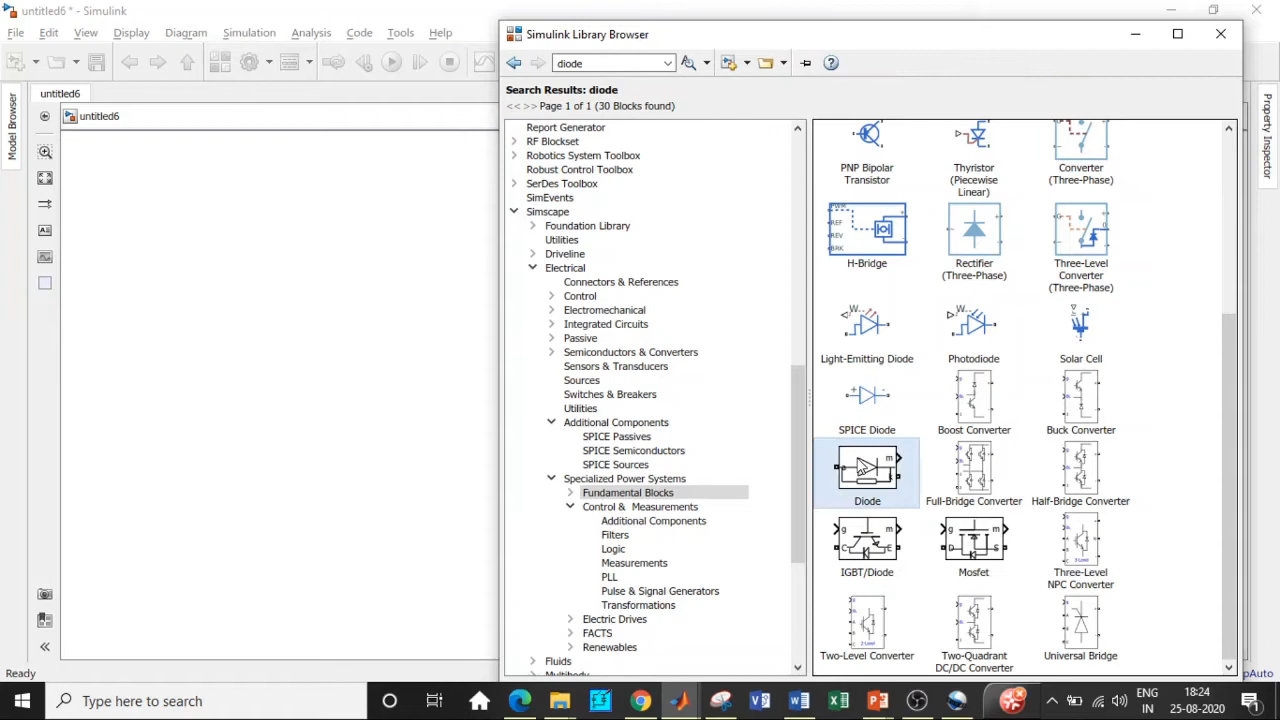 untitled6 * - Simulink
File Edit View Display Diagram Simulation Analysis Code Tools Help
untitled6
untitled6
Model Browser
Property Inspector
Ready
pAuto
Simulink Library Browser
diode
Search Results: diode
<< >> Page 1 of 1 (30 Blocks found)
Report Generator
RF Blockset
Robotics System Toolbox
Robust Control Toolbox
SerDes Toolbox
SimEvents
Simscape
Foundation Library
Utilities
Driveline
Electrical
Connectors & References
Control
Electromechanical
Integrated Circuits
Passive
Semiconductors & Converters
Sensors & Transducers
Sources
Switches & Breakers
Utilities
Additional Components
SPICE Passives
SPICE Semiconductors
SPICE Sources
Specialized Power Systems
Fundamental Blocks
Control & Measurements
Additional Components
Filters
Logic
Measurements
PLL
Pulse & Signal Generators
Transformations
Electric Drives
FACTS
Renewables
Fluids
Multibody
PNP Bipolar
Transistor
Thyristor
(Piecewise
Linear)
Converter
(Three-Phase)
PWM
REF
REV
BRK
H-Bridge
Rectifier
(Three-Phase)
G
Three-Level
Converter
(Three-Phase)
W
Light-Emitting Diode
W
Photodiode
Solar Cell
SPICE Diode
Boost Converter
Buck Converter
m
Diode
Full-Bridge Converter
Half-Bridge Converter
g m
C E
IGBT/Diode
g m
D S
Mosfet
Three-Level
NPC Converter
Two-Level Converter
Two-Quadrant
DC/DC Converter
Universal Bridge
Type here to search
ENG
IN
18:24
25-08-2020
1